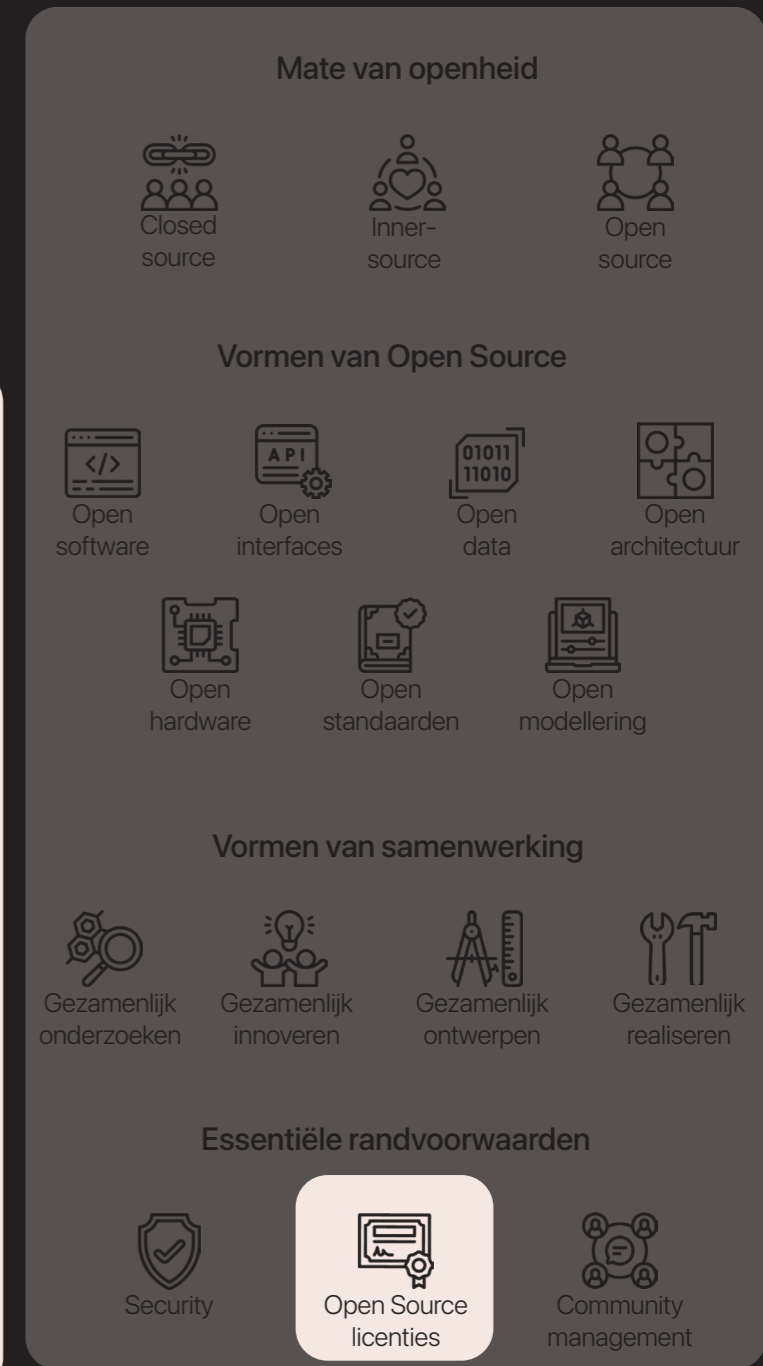 Mate van openheid
Closed
source
Inner-
source
Open
source
Vormen van Open Source
</>
Open
software
API
Open
interfaces
01011
11010
Open
data
Open
architectuur
Open
hardware
Open
standaarden
Open
modellering
Vormen van samenwerking
Gezamenlijk
onderzoeken
Gezamenlijk
innoveren
Gezamenlijk
ontwerpen
Gezamenlijk
realiseren
Essentiële randvoorwaarden
Security
Open Source
licenties
Community
management